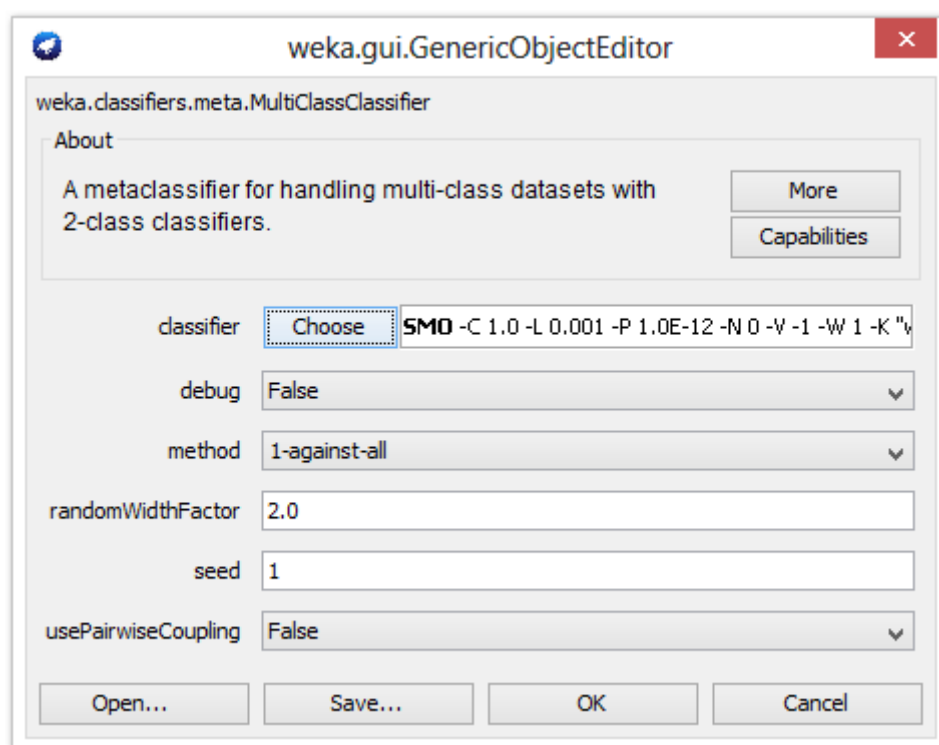 weka.gui.GenericObjectEditor
weka.classifiers.meta.MultiClassClassifier
About
A metaclassifier for handling multi-class datasets with
2-class classifiers.
More
Capabilities
classifier Choose SMO -C 1.0 -L 0.001 -P 1.0E-12 -N 0 -V -1 -W 1 -K "
debug False
method 1-against-all
randomWidthFactor 2.0
seed 1
usePairwiseCoupling False
Open... Save... OK Cancel